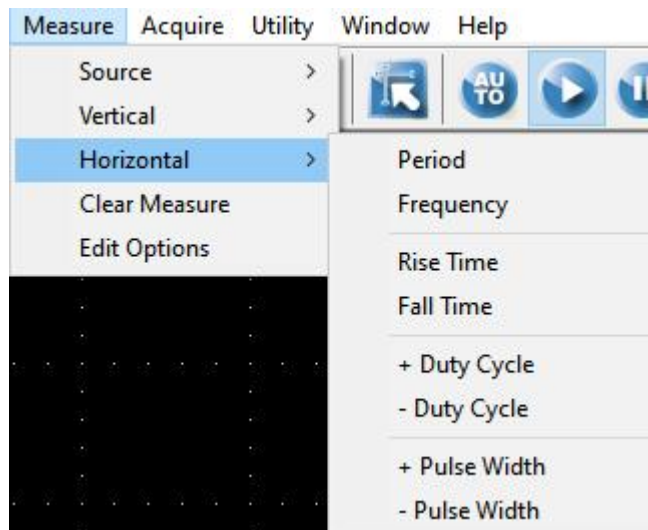 Measure Acquire Utility Window Help
Source >
Vertical >
Horizontal >
Clear Measure
Edit Options
AUTO
Period
Frequency
Rise Time
Fall Time
+ Duty Cycle
- Duty Cycle
+ Pulse Width
- Pulse Width